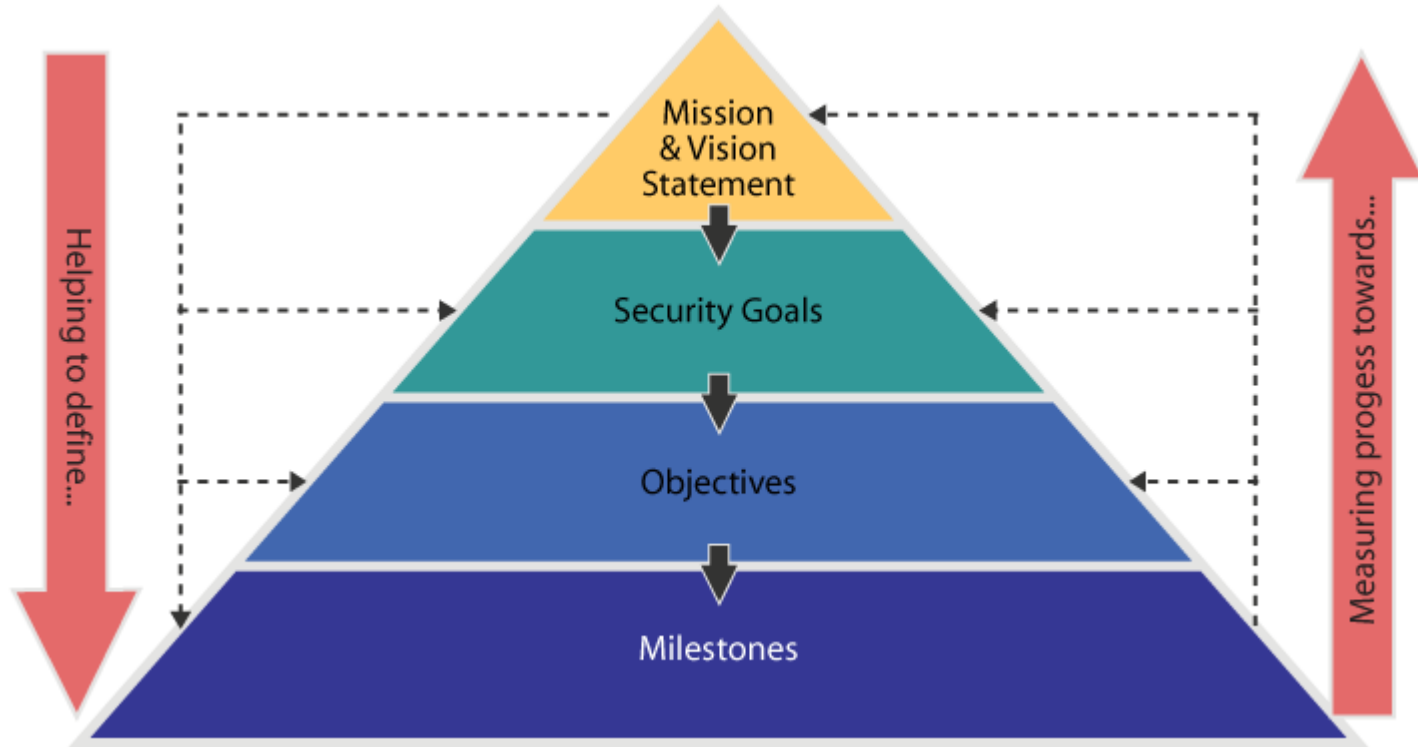 Mission
& Vision
Statement
Helping to define...
Security Goals
Objectives
Milestones
Measuring progess towards...